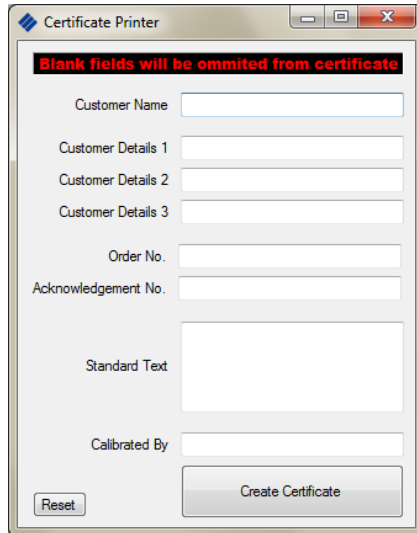 Certificate Printer
Blank fields will be ommited from certificate
Customer Name
Customer Details 1
Customer Details 2
Customer Details 3
Order No.
Acknowledgement No.
Standard Text
Calibrated By
Create Certificate
Reset